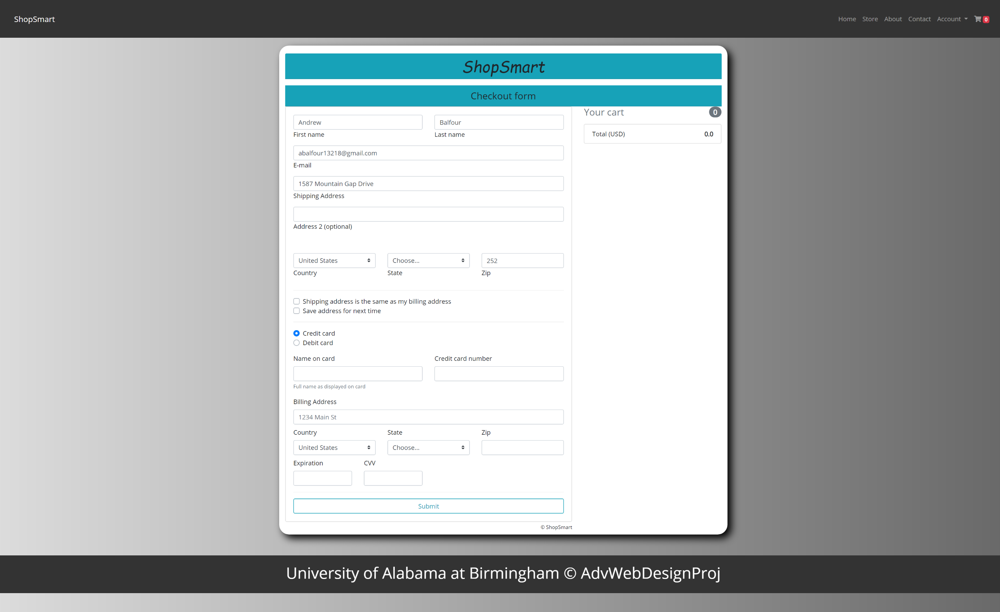 ShopSmart
Home Store About Contact Account 0
ShopSmart
Checkout form
Andrew Balfour
First name Last name
abalfour13218@gmail.com
E-mail
1587 Mountain Gap Drive
Shipping Address
Address 2 (optional)
United States Choose... 252
Country State Zip
Shipping address is the same as my billing address
Save address for next time
Credit card
Debit card
Name on card Credit card number
Full name as displayed on card
Billing Address
1234 Main St
Country State Zip
United States Choose...
Expiration CVV
Submit
Your cart 0
Total (USD) 0.0
© ShopSmart
University of Alabama at Birmingham © AdvWebDesignProj